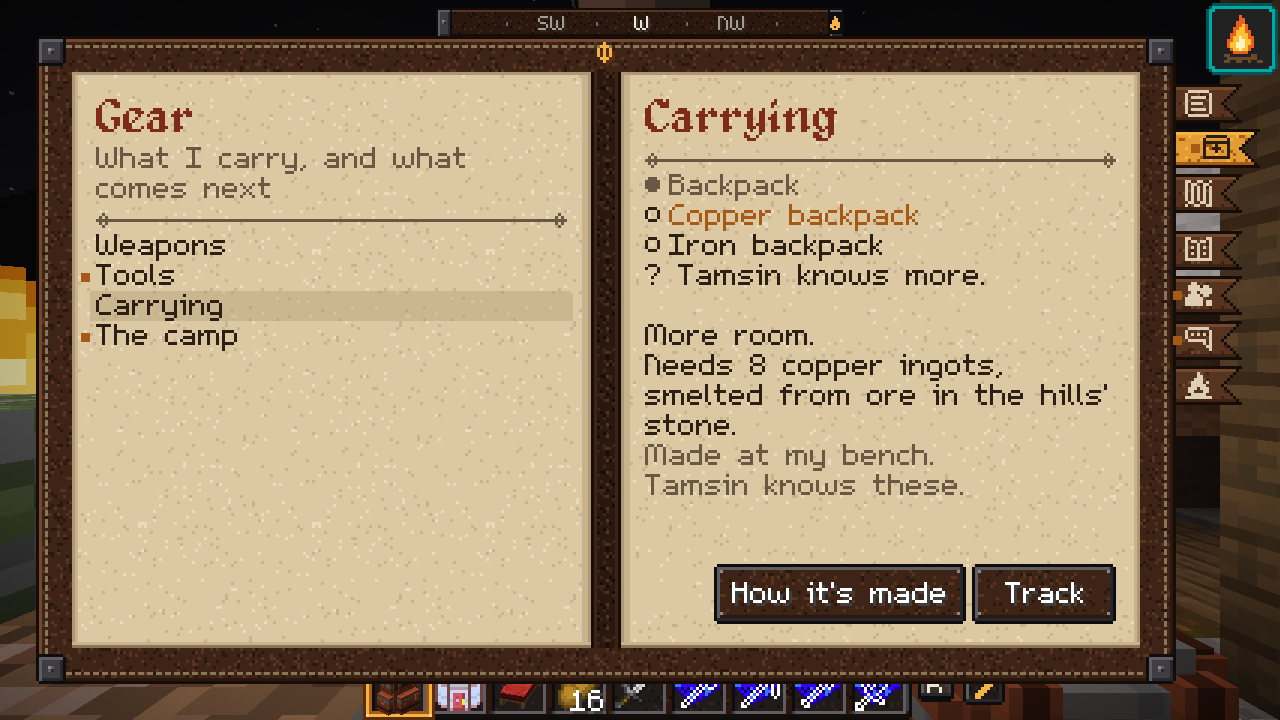 SW W NW
Gear
What I carry, and what
comes next
Weapons
Tools
Carrying
The camp
Carrying
Backpack
Copper backpack
Iron backpack
? Tamsin knows more.
More room.
Needs 8 copper ingots,
smelted from ore in the hills'
stone.
Made at my bench.
Tamsin knows these.
How it's made
Track
16